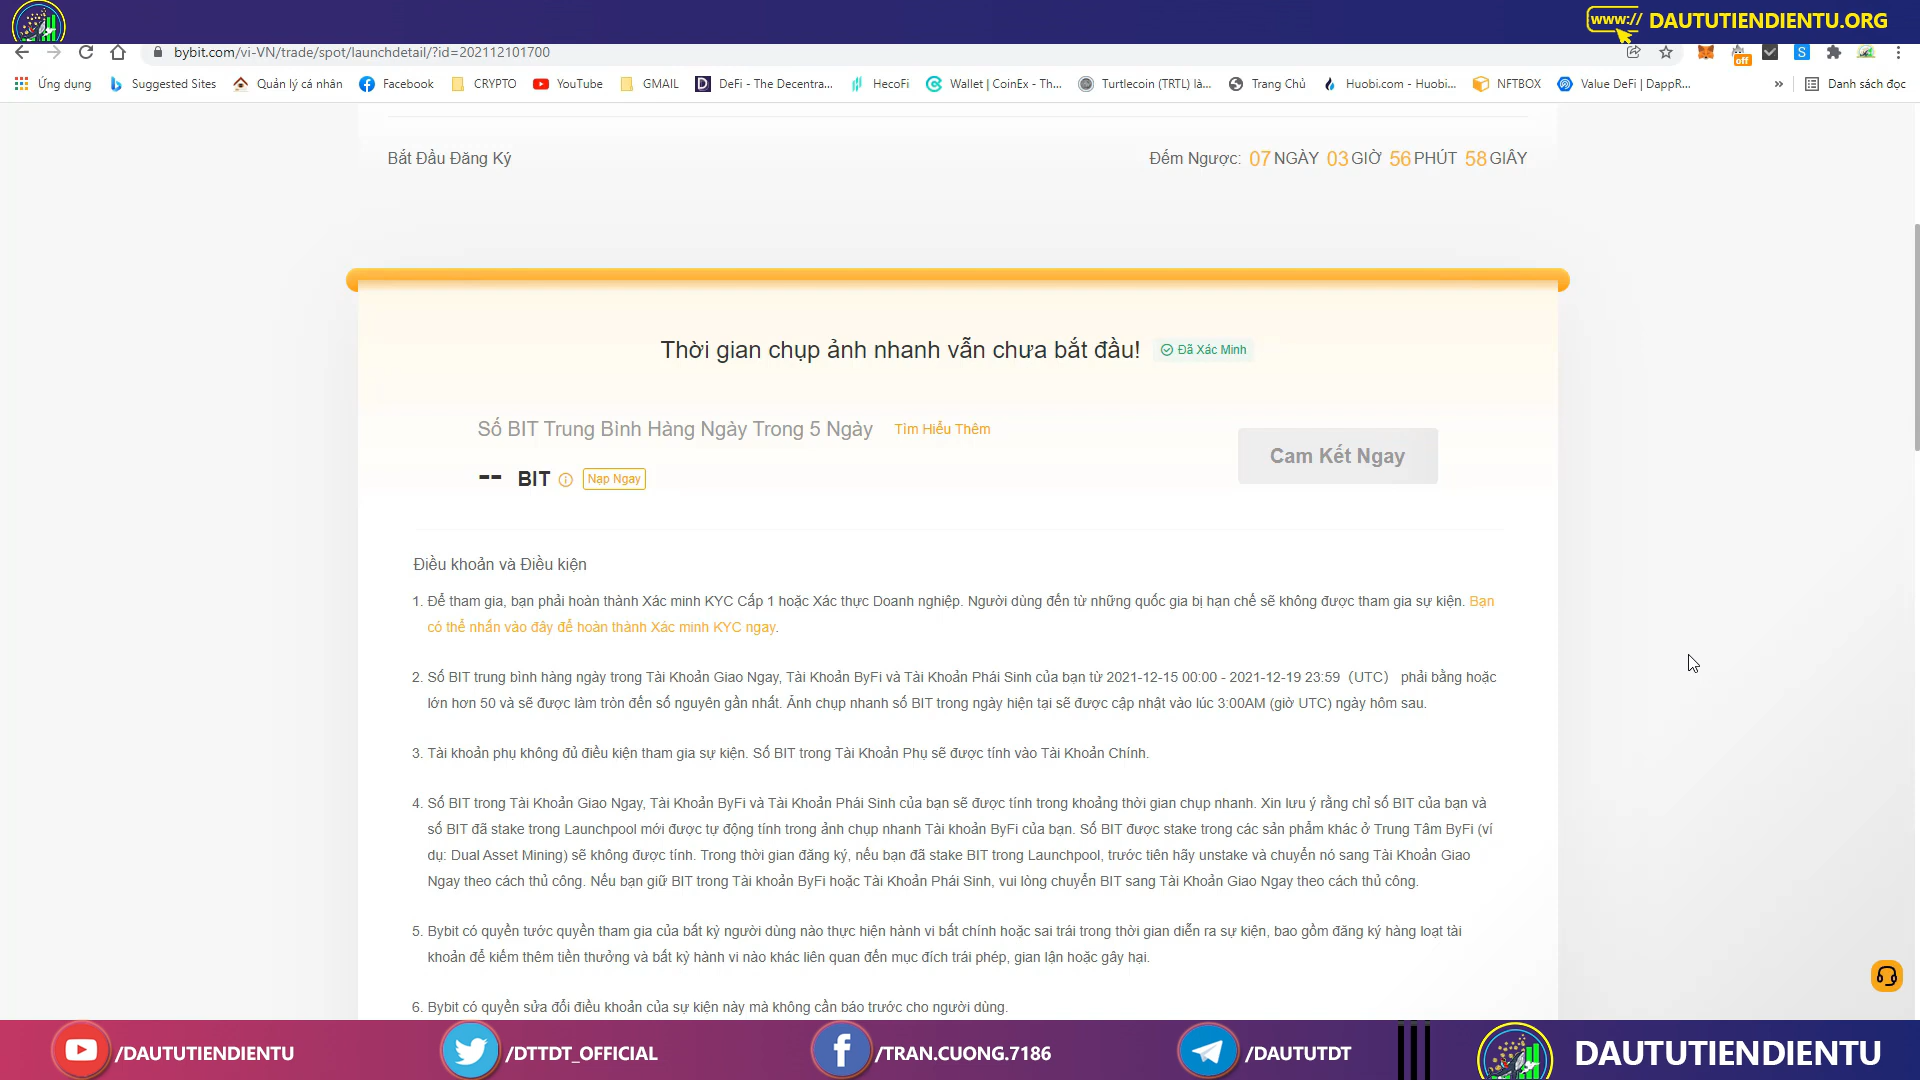 www:// DAUTUTIENDIENTU.ORG
bybit.com/vi-VN/trade/spot/launchdetail/?id=202112101700
off
Ứng dụng Suggested Sites Quản lý cá nhân Facebook CRYPTO YouTube GMAIL DeFi - The Decentra... HecoFi Wallet | CoinEx - Th... Turtlecoin (TRTL) là... Trang Chủ Huobi.com - Huobi... NFTBOX Value DeFi | DappR... » Danh sách đọc
Bắt Đầu Đăng Ký Đếm Ngược: 07 NGÀY 03 GIỜ 56 PHÚT 58 GIÂY
Thời gian chụp ảnh nhanh vẫn chưa bắt đầu! Đã Xác Minh
Số BIT Trung Bình Hàng Ngày Trong 5 Ngày Tìm Hiểu Thêm
Cam Kết Ngay
-- BIT Nạp Ngay
Điều khoản và Điều kiện
1. Để tham gia, bạn phải hoàn thành Xác minh KYC Cấp 1 hoặc Xác thực Doanh nghiệp. Người dùng đến từ những quốc gia bị hạn chế sẽ không được tham gia sự kiện. Bạn
có thể nhấn vào đây để hoàn thành Xác minh KYC ngay.
2. Số BIT trung bình hàng ngày trong Tài Khoản Giao Ngay, Tài Khoản ByFi và Tài Khoản Phái Sinh của bạn từ 2021-12-15 00:00 - 2021-12-19 23:59（UTC） phải bằng hoặc
lớn hơn 50 và sẽ được làm tròn đến số nguyên gần nhất. Ảnh chụp nhanh số BIT trong ngày hiện tại sẽ được cập nhật vào lúc 3:00AM (giờ UTC) ngày hôm sau.
3. Tài khoản phụ không đủ điều kiện tham gia sự kiện. Số BIT trong Tài Khoản Phụ sẽ được tính vào Tài Khoản Chính.
4. Số BIT trong Tài Khoản Giao Ngay, Tài Khoản ByFi và Tài Khoản Phái Sinh của bạn sẽ được tính trong khoảng thời gian chụp nhanh. Xin lưu ý rằng chỉ số BIT của bạn và
số BIT đã stake trong Launchpool mới được tự động tính trong ảnh chụp nhanh Tài khoản ByFi của bạn. Số BIT được stake trong các sản phẩm khác ở Trung Tâm ByFi (ví
dụ: Dual Asset Mining) sẽ không được tính. Trong thời gian đăng ký, nếu bạn đã stake BIT trong Launchpool, trước tiên hãy unstake và chuyển nó sang Tài Khoản Giao
Ngay theo cách thủ công. Nếu bạn giữ BIT trong Tài khoản ByFi hoặc Tài Khoản Phái Sinh, vui lòng chuyển BIT sang Tài Khoản Giao Ngay theo cách thủ công.
5. Bybit có quyền tước quyền tham gia của bất kỳ người dùng nào thực hiện hành vi bất chính hoặc sai trái trong thời gian diễn ra sự kiện, bao gồm đăng ký hàng loạt tài
khoản để kiếm thêm tiền thưởng và bất kỳ hành vi nào khác liên quan đến mục đích trái phép, gian lận hoặc gây hại.
6. Bybit có quyền sửa đổi điều khoản của sự kiện này mà không cần báo trước cho người dùng.
/DAUTUTIENDIENTU /DTTDT_OFFICIAL /TRAN.CUONG.7186 /DAUTUTDT DAUTUTIENDIENTU